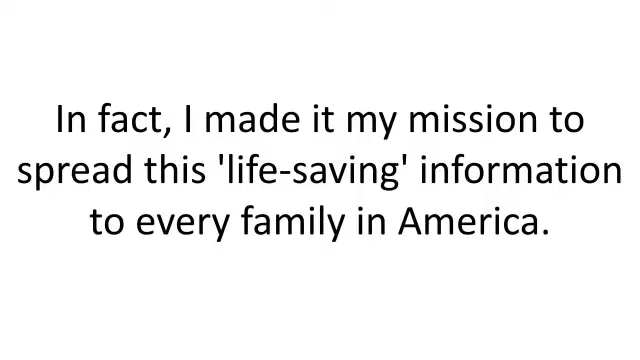 In fact, I made it my mission to
spread this 'life-saving' information
to every family in America.